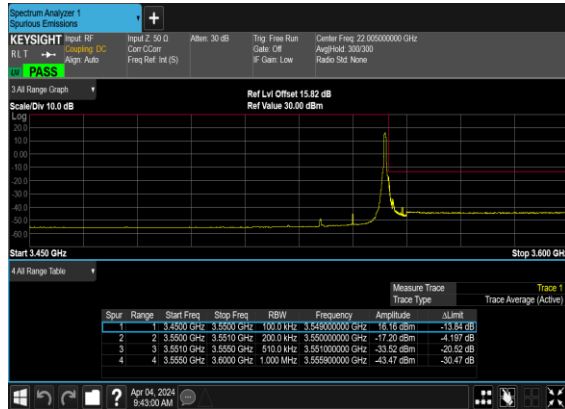 Spectrum Analyzer 1
Spurious Emissions
KEYSIGHT Input: RF Input Z: 50 Ω Atten: 30 dB Trig: Free Run Center Freq: 22.005000000 GHz
RLT Coupling: DC Corr CCorr Gate: Off Avg|Hold: 300/300
Align: Auto Freq Ref: Int (S) IF Gain: Low Radio Std: None
PASS
3 All Range Graph
Ref Lvl Offset 15.82 dB
Scale/Div 10.0 dB Ref Value 30.00 dBm
Log
20.0
10.0
0.00
-10.0
-20.0
-30.0
-40.0
-50.0
-60.0
Start 3.450 GHz Stop 3.600 GHz
4 All Range Table
Measure Trace Trace 1
Trace Type Trace Average (Active)
Spur Range Start Freq Stop Freq RBW Frequency Amplitude ΔLimit
1 1 3.4500 GHz 3.5500 GHz 100.0 kHz 3.549000000 GHz 16.16 dBm -13.84 dB
2 2 3.5500 GHz 3.5510 GHz 200.0 kHz 3.550000000 GHz -17.20 dBm -4.197 dB
3 3 3.5510 GHz 3.5550 GHz 510.0 kHz 3.551000000 GHz -33.52 dBm -20.52 dB
4 4 3.5550 GHz 3.6000 GHz 1.000 MHz 3.555900000 GHz -43.47 dBm -30.47 dB
? Apr 04, 2024
9:43:00 AM